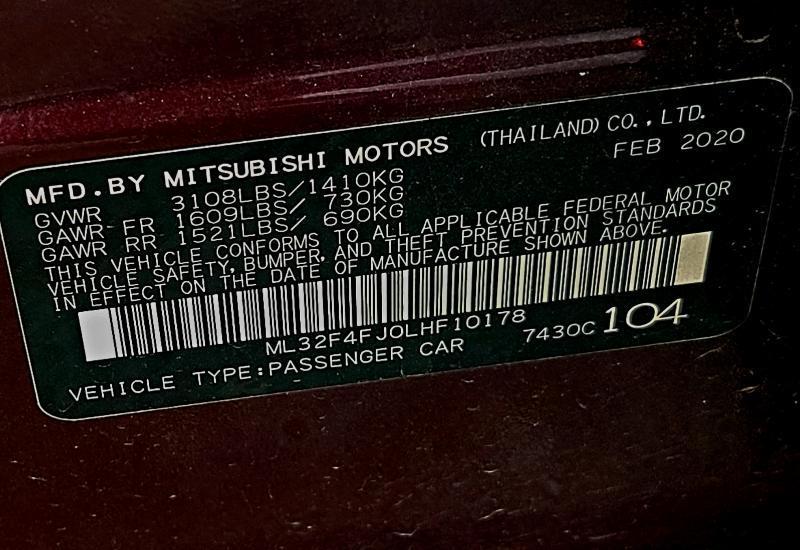 MFD.BY MITSUBISHI MOTORS (THAILAND) CO.,LTD.
FEB 2020
GVWR 3108LBS/1410KG
GAWR FR 1609LBS/ 730KG
GAWR RR 1521LBS/ 690KG
THIS VEHICLE CONFORMS TO ALL APPLICABLE FEDERAL MOTOR
VEHICLE SAFETY,BUMPER,AND THEFT PREVENTION STANDARDS
IN EFFECT ON THE DATE OF MANUFACTURE SHOWN ABOVE.
ML32F4FJ0LHF10178
VEHICLE TYPE:PASSENGER CAR 7430C 104